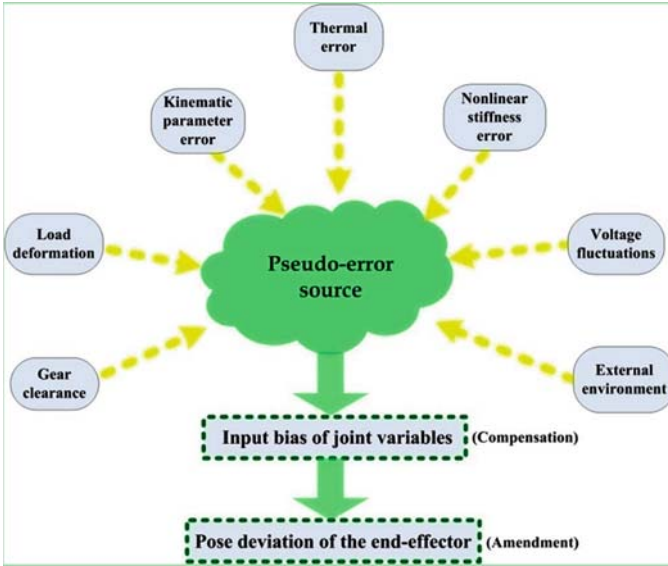 Thermal
error
Kinematic
parameter
error
Nonlinear
stiffness
error
Load
deformation
Pseudo-error
source
Voltage
fluctuations
Gear
clearance
External
environment
Input bias of joint variables (Compensation)
Pose deviation of the end-effector (Amendment)